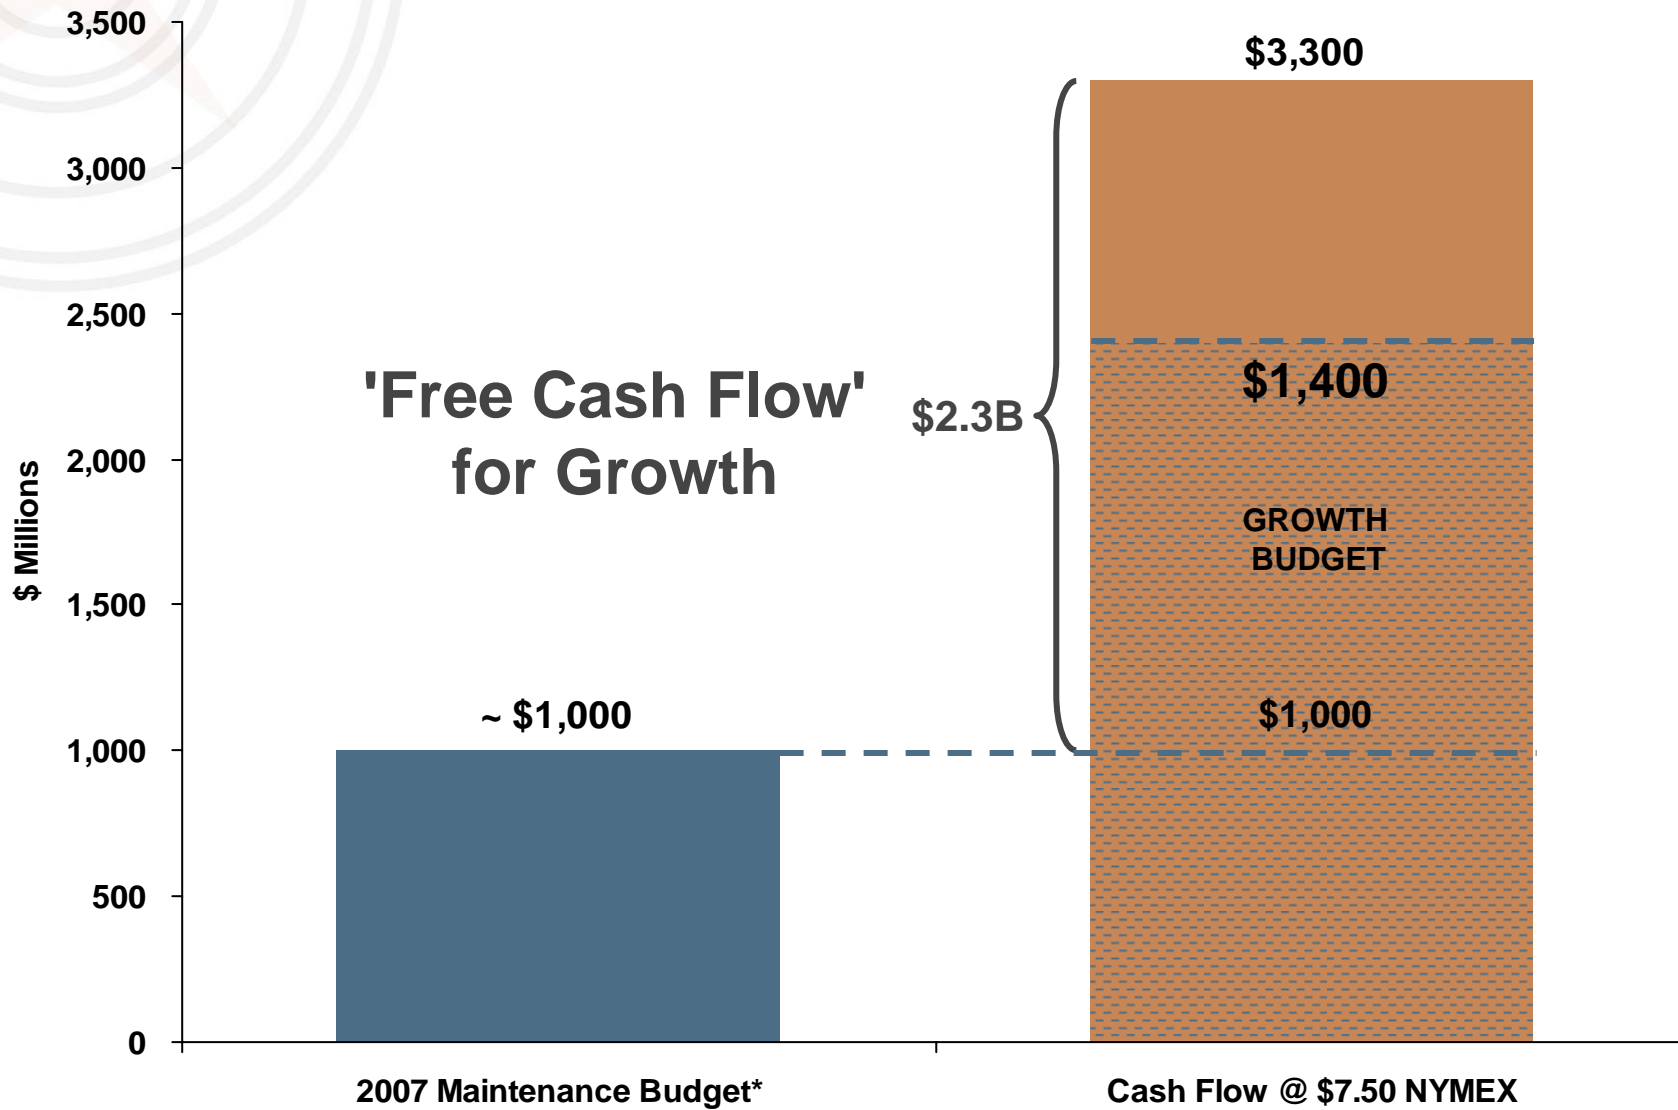 3,500
3,000
2,500
2,000
1,500
1,000
500
0
$ Millions
'Free Cash Flow'
for Growth
$2.3B
~ $1,000
$3,300
$1,400
GROWTH
BUDGET
$1,000
2007 Maintenance Budget*
Cash Flow @ $7.50 NYMEX